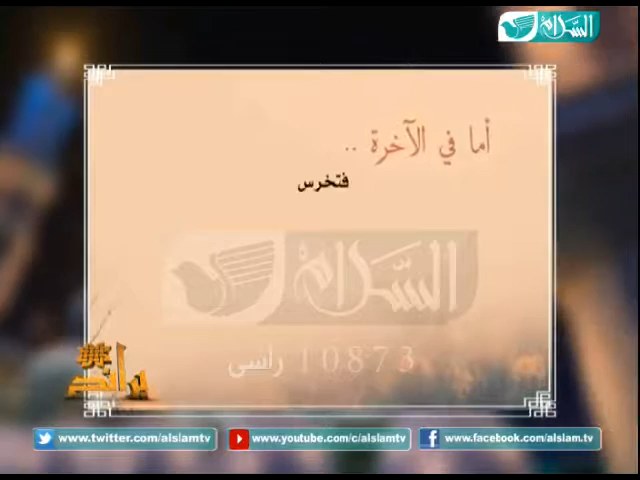 السلام
أما في الآخرة ..
فتخرس
السلام
10873 رأسي
www.twitter.com/alslamtv
www.youtube.com/c/alslamtv
www.facebook.com/alslam.tv